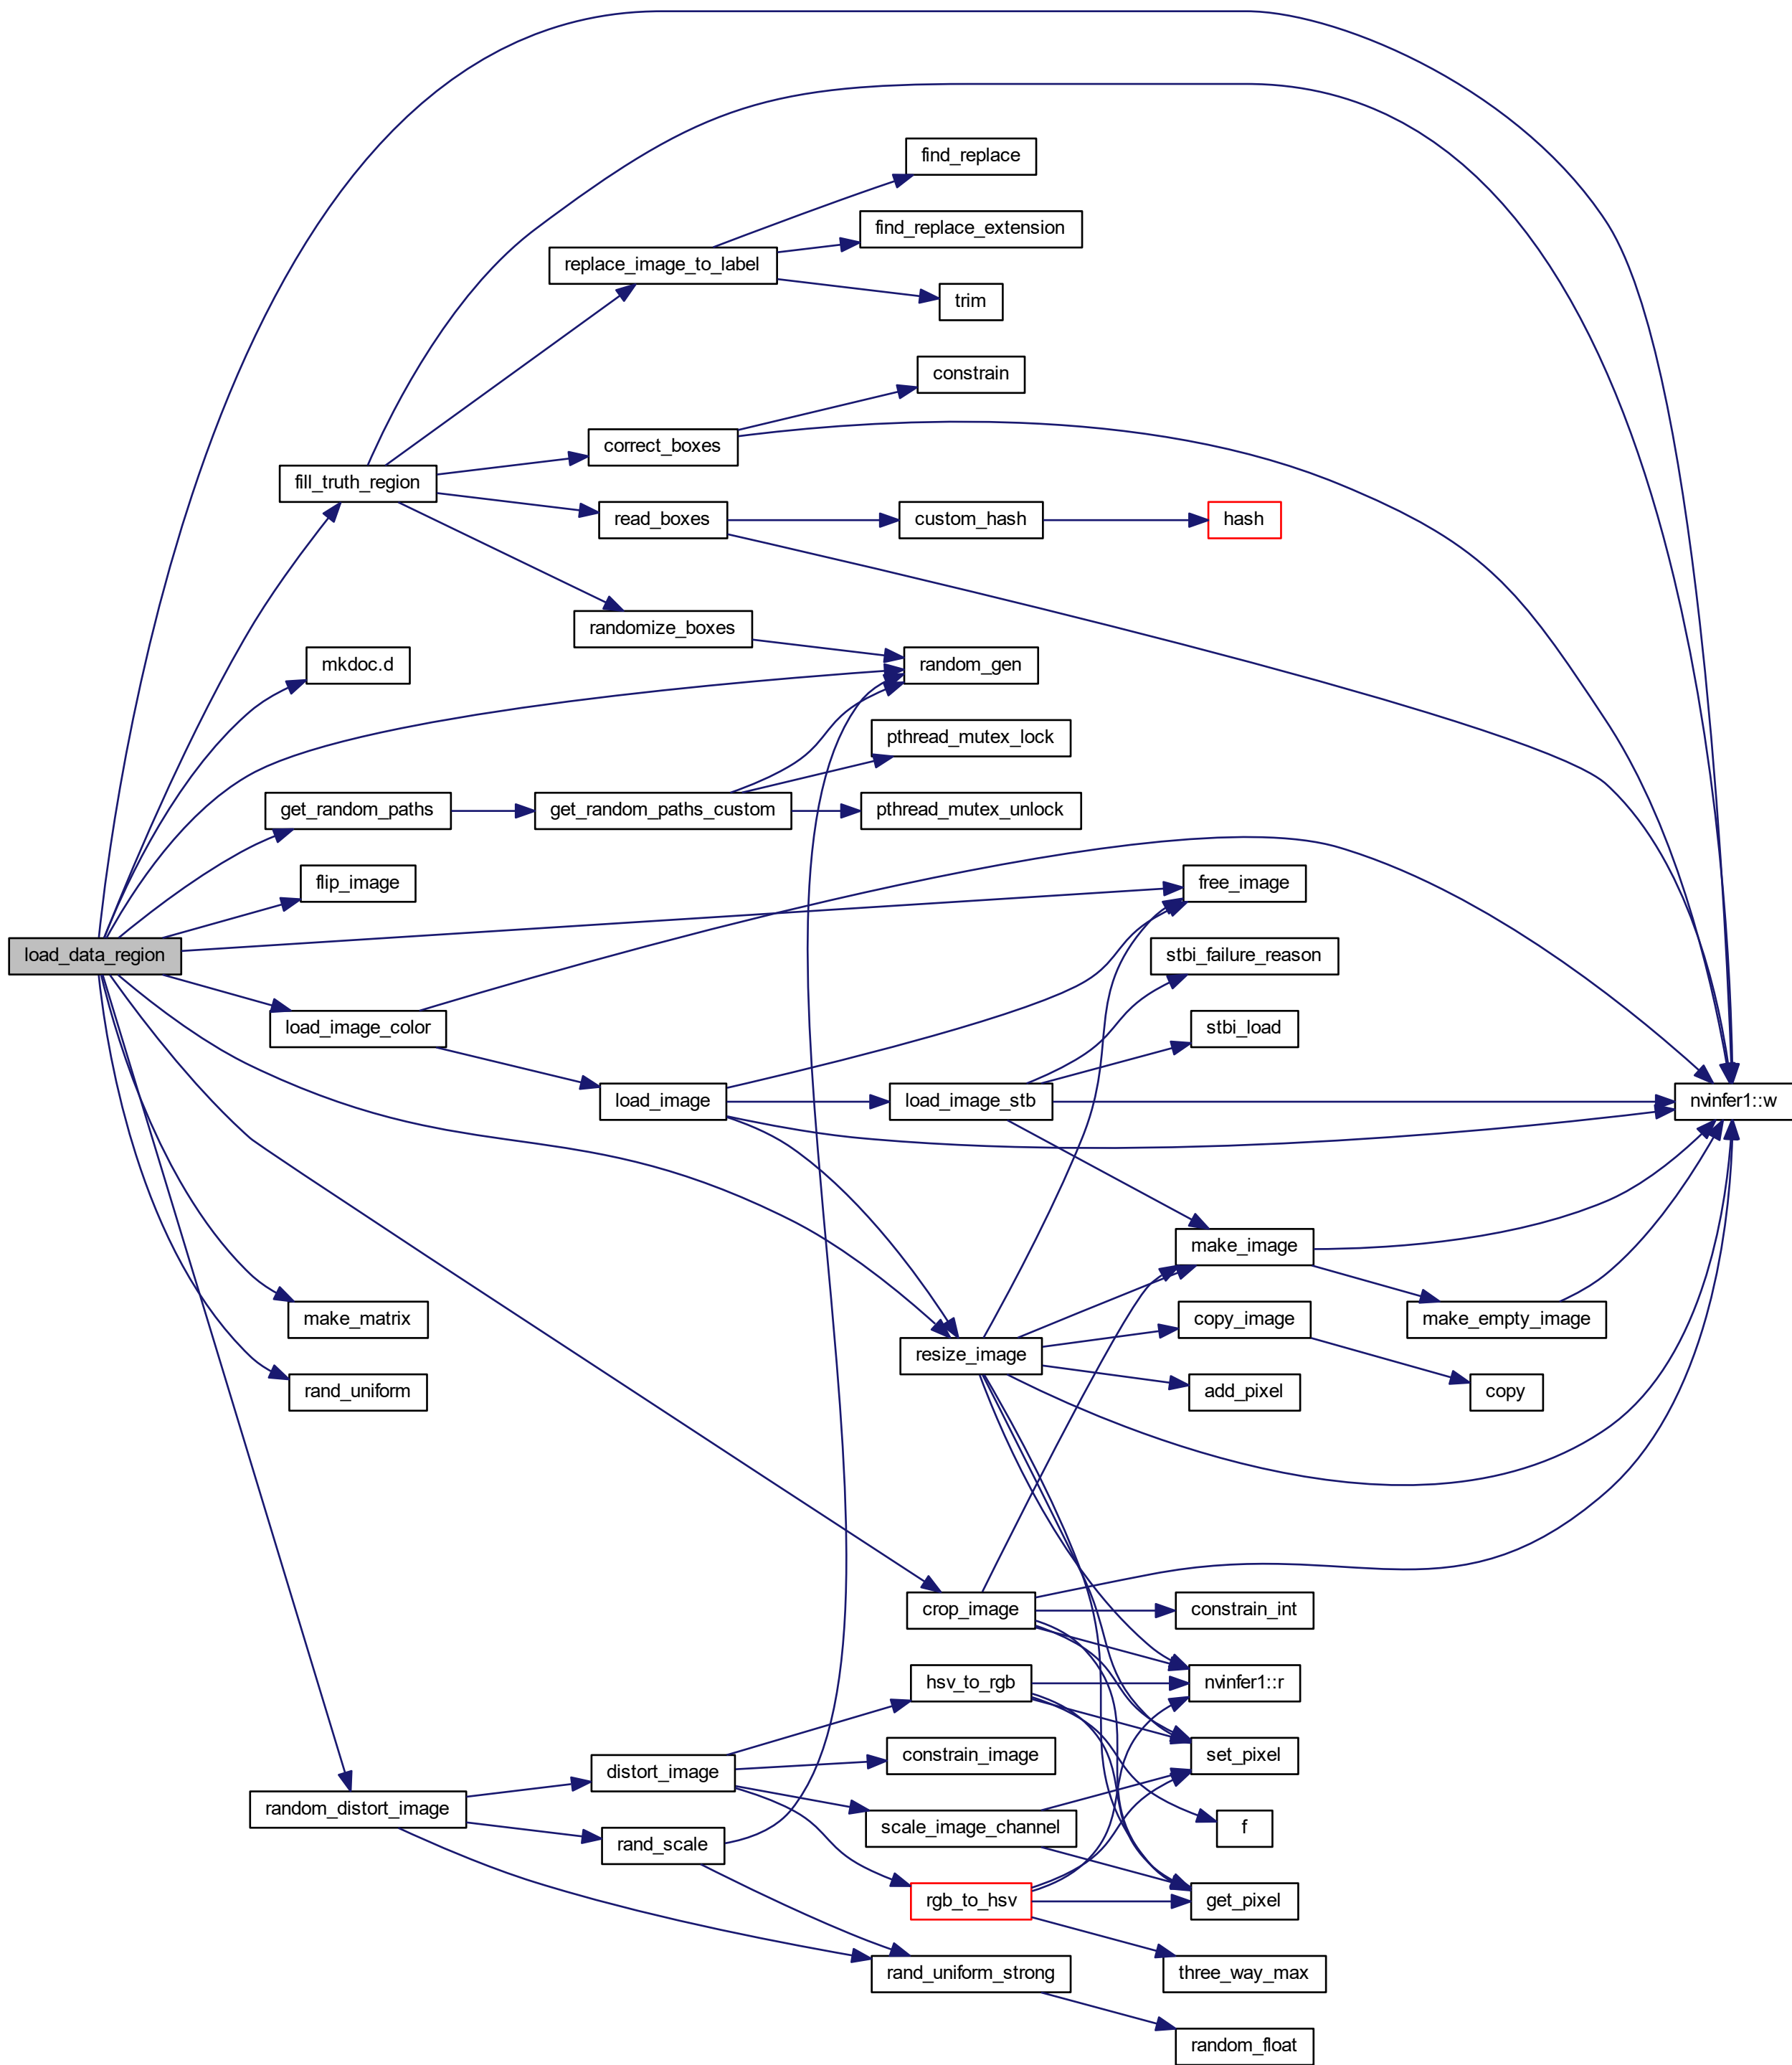 find_replace
find_replace_extension
replace_image_to_label
trim
constrain
correct_boxes
fill_truth_region
read_boxes
custom_hash
hash
randomize_boxes
mkdoc.d
random_gen
pthread_mutex_lock
get_random_paths
get_random_paths_custom
pthread_mutex_unlock
flip_image
free_image
load_data_region
stbi_failure_reason
load_image_color
stbi_load
load_image
load_image_stb
nvinfer1::w
make_image
make_matrix
copy_image
make_empty_image
resize_image
rand_uniform
add_pixel
copy
crop_image
constrain_int
hsv_to_rgb
nvinfer1::r
distort_image
constrain_image
set_pixel
random_distort_image
scale_image_channel
f
rand_scale
rgb_to_hsv
get_pixel
rand_uniform_strong
three_way_max
random_float